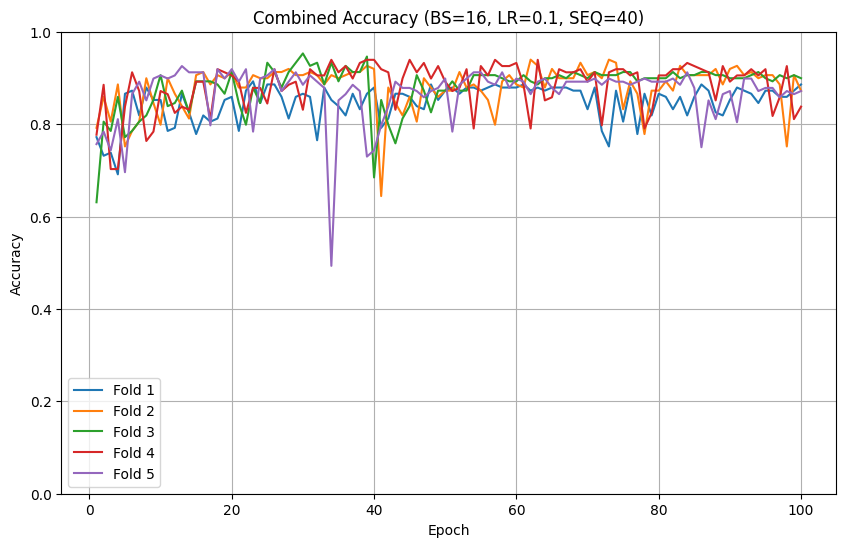 Combined Accuracy (BS=16, LR=0.1, SEQ=40)
1.0
0.8
0.6
0.4
0.2
0.0
Accuracy
Fold 1
Fold 2
Fold 3
Fold 4
Fold 5
0 20 40 60 80 100
Epoch